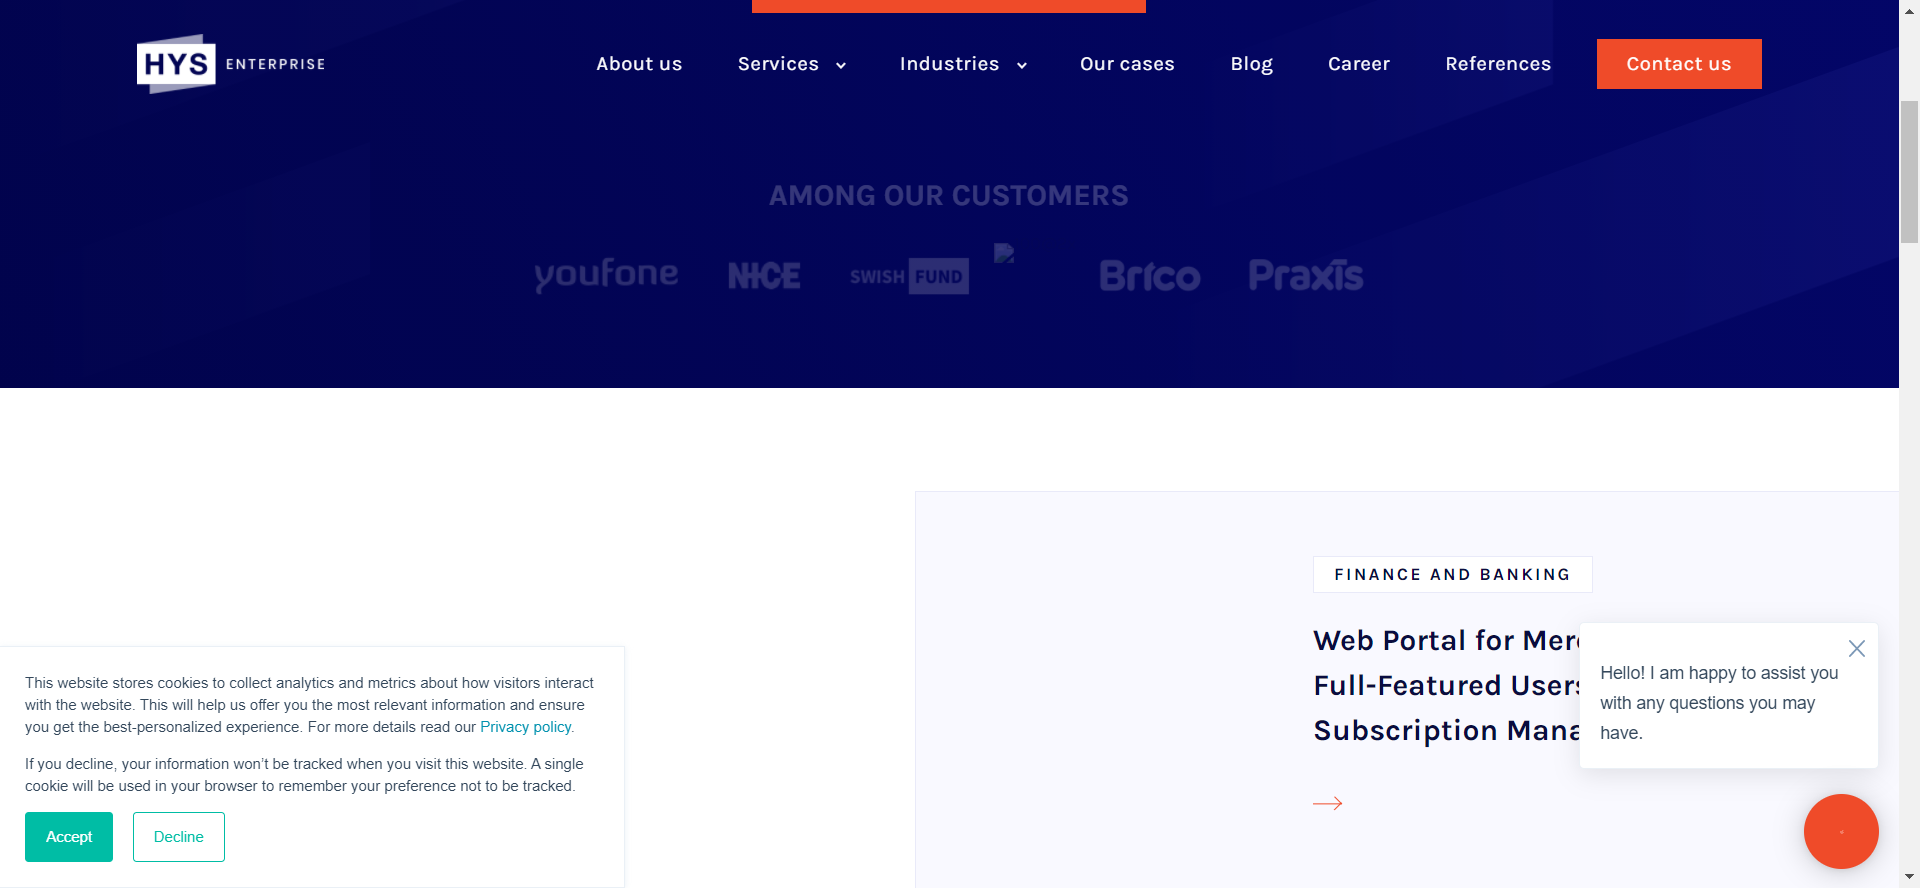 HYS ENTERPRISE
About us Services Industries Our cases Blog Career References Contact us
AMONG OUR CUSTOMERS
youfone NICE SWISH FUND Brico Praxis
FINANCE AND BANKING
Web Portal for Mer
Full-Featured Users
Subscription Mana
Hello! I am happy to assist you
with any questions you may
have.
This website stores cookies to collect analytics and metrics about how visitors interact
with the website. This will help us offer you the most relevant information and ensure
you get the best-personalized experience. For more details read our Privacy policy.
If you decline, your information won't be tracked when you visit this website. A single
cookie will be used in your browser to remember your preference not to be tracked.
Accept Decline